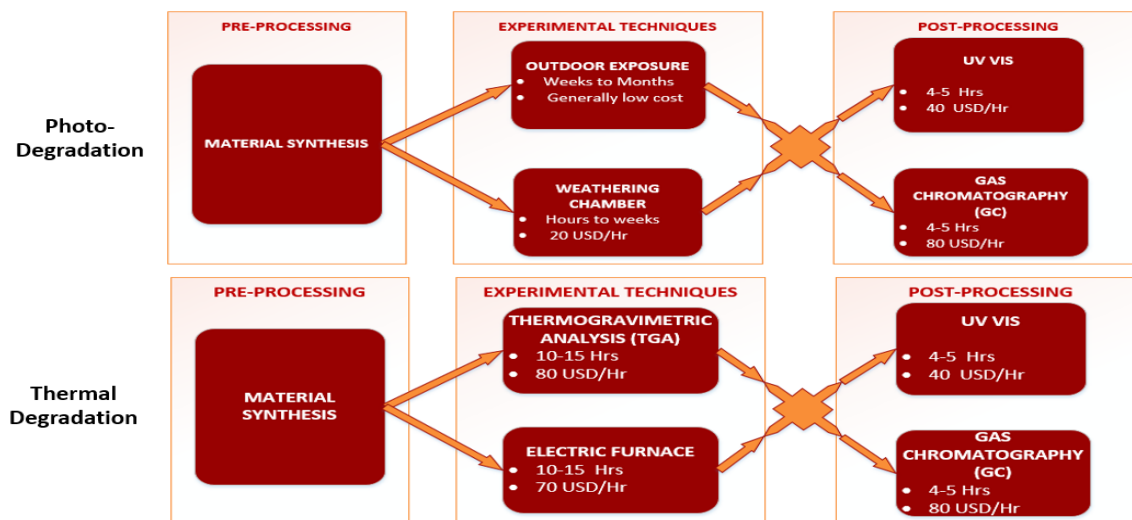 Photo-
Degradation
PRE-PROCESSING
MATERIAL SYNTHESIS
EXPERIMENTAL TECHNIQUES
OUTDOOR EXPOSURE
• Weeks to Months
• Generally low cost
WEATHERING
CHAMBER
• Hours to weeks
• 20 USD/Hr
POST-PROCESSING
UV VIS
• 4-5 Hrs
• 40 USD/Hr
GAS
CHROMATOGRAPHY
(GC)
• 4-5 Hrs
• 80 USD/Hr
Thermal
Degradation
PRE-PROCESSING
MATERIAL
SYNTHESIS
EXPERIMENTAL TECHNIQUES
THERMOGRAVIMETRIC
ANALYSIS (TGA)
• 10-15 Hrs
• 80 USD/Hr
ELECTRIC FURNACE
• 10-15 Hrs
• 70 USD/Hr
POST-PROCESSING
UV VIS
• 4-5 Hrs
• 40 USD/Hr
GAS
CHROMATOGRAPHY
(GC)
• 4-5 Hrs
• 80 USD/Hr